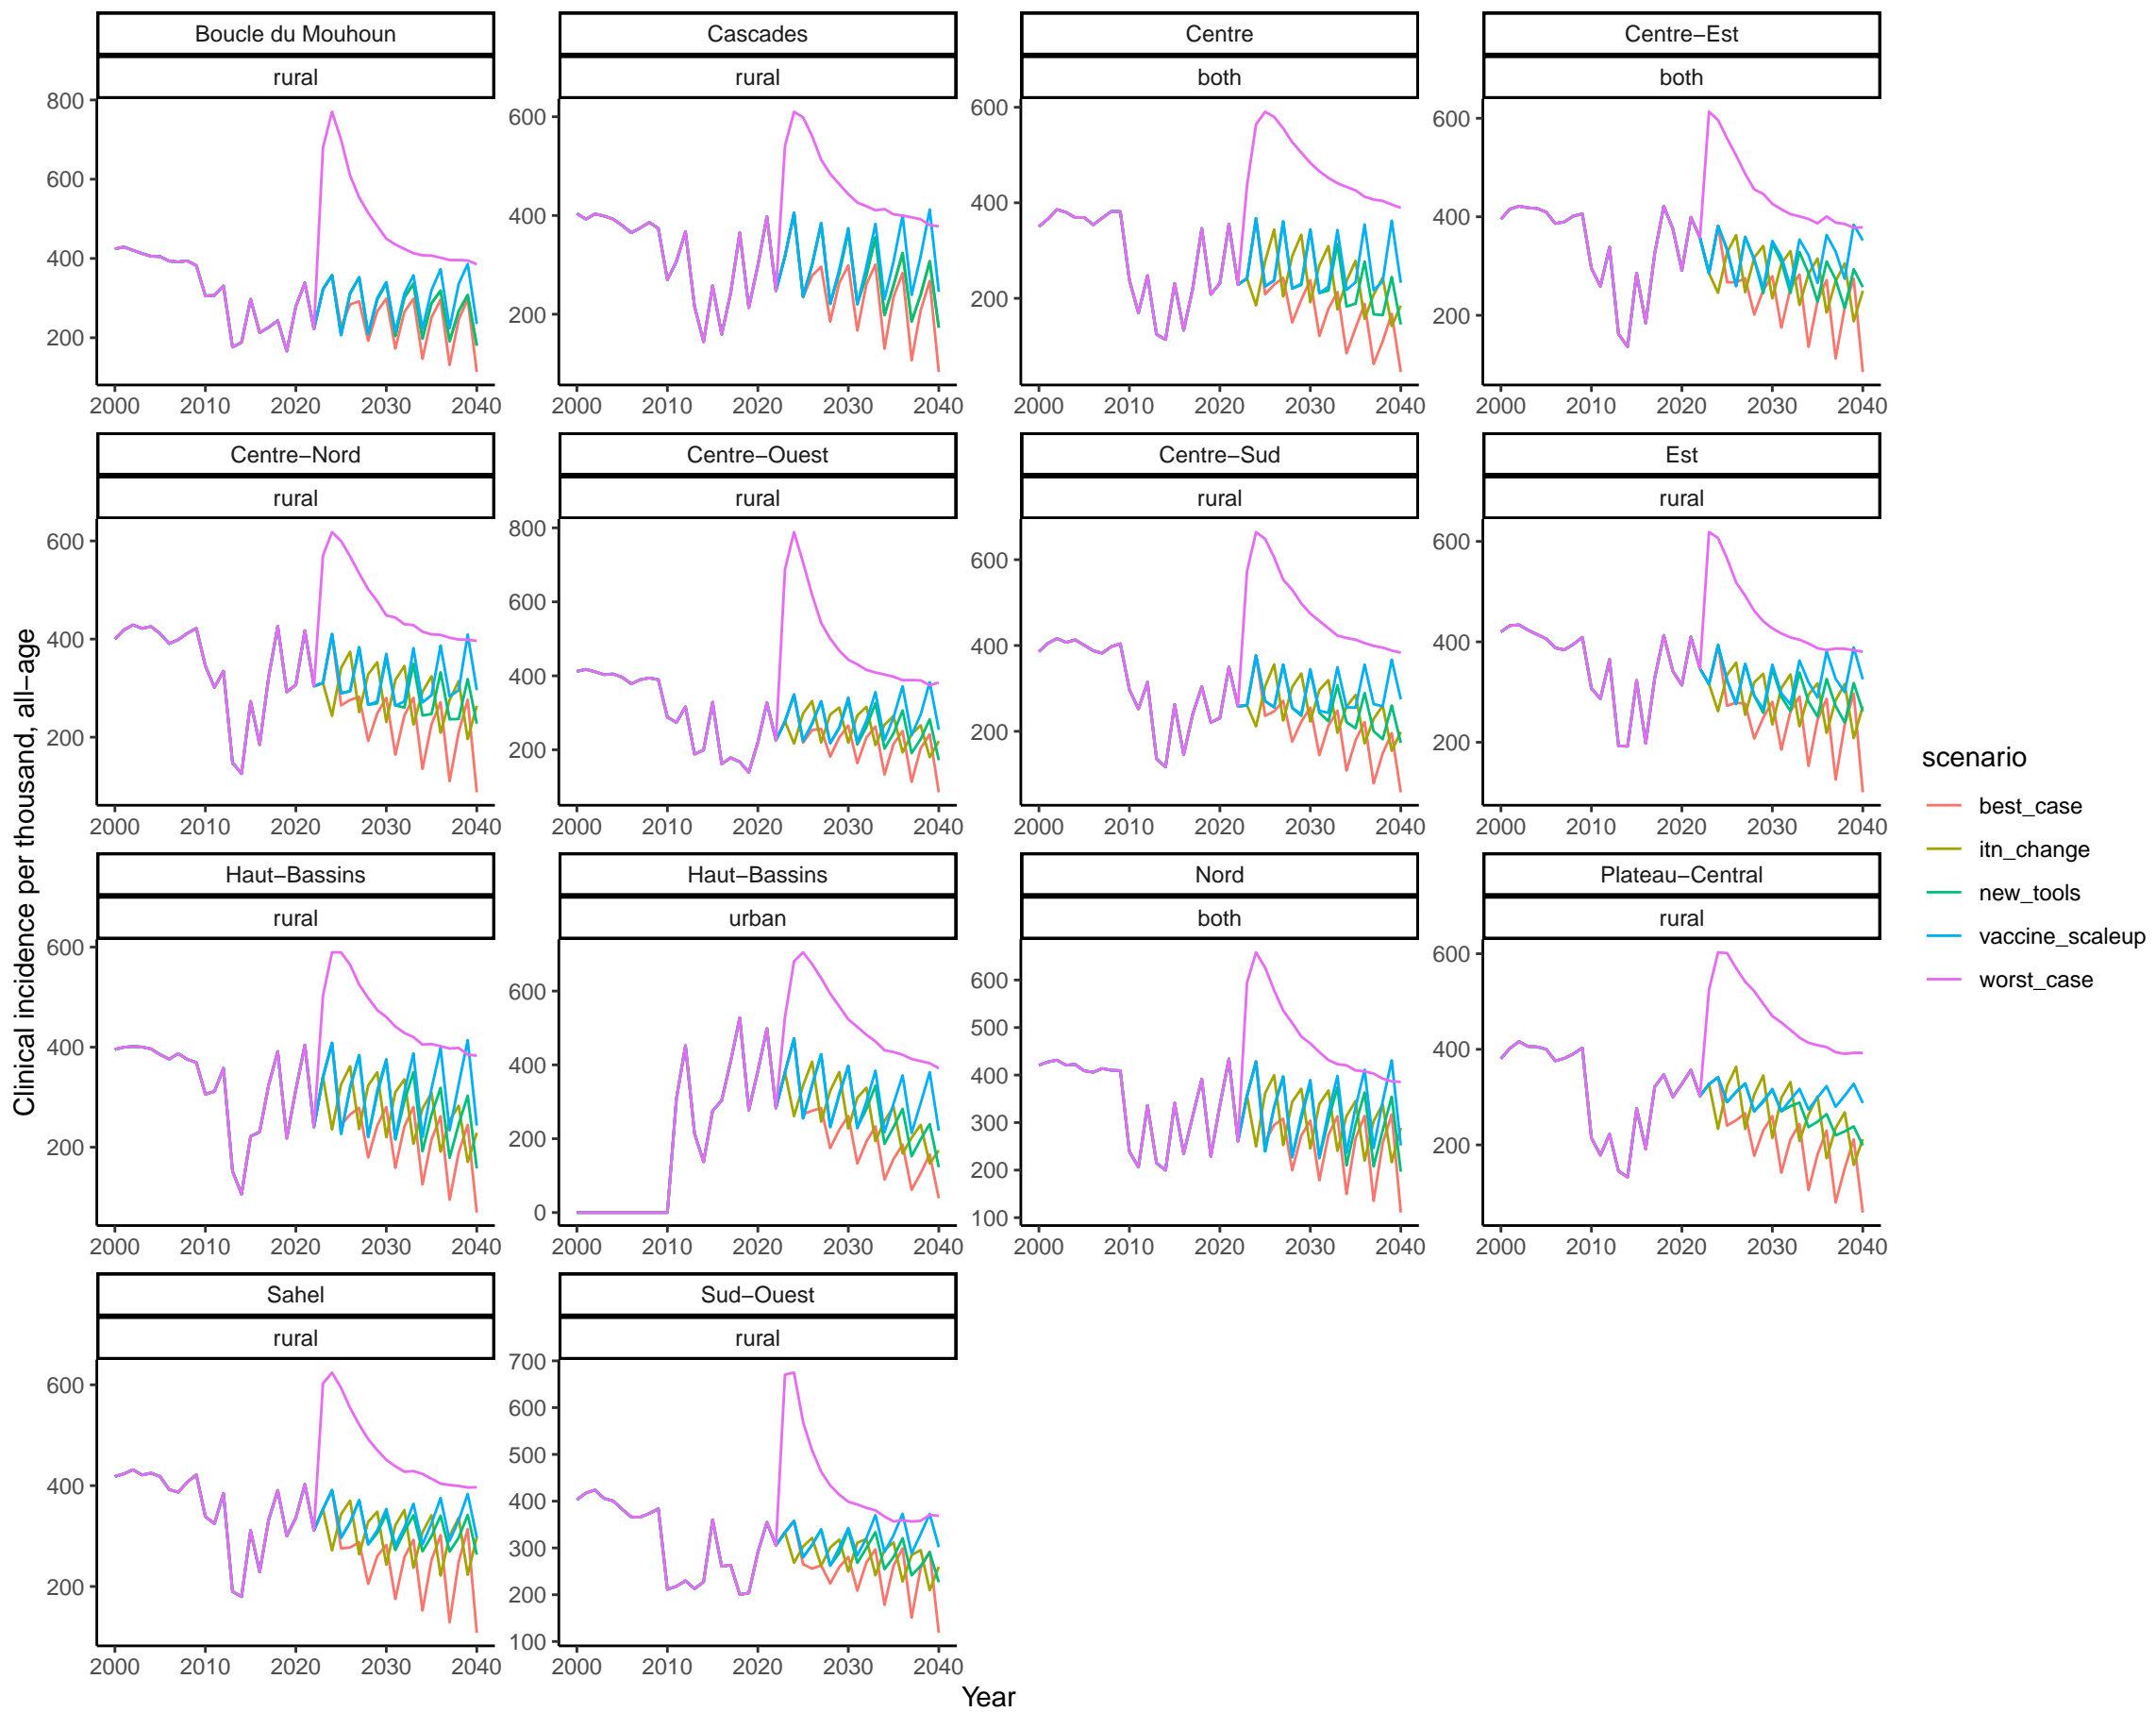 Boucle du Mouhoun
rural
800
600
400
200
2000 2010 2020 2030 2040
Cascades
rural
600
400
200
2000 2010 2020 2030 2040
Centre
both
600
400
200
2000 2010 2020 2030 2040
Centre−Est
both
600
400
200
2000 2010 2020 2030 2040
Centre−Nord
rural
600
400
200
2000 2010 2020 2030 2040
Centre−Ouest
rural
800
600
400
200
2000 2010 2020 2030 2040
Centre−Sud
rural
600
400
200
2000 2010 2020 2030 2040
Est
rural
600
400
200
2000 2010 2020 2030 2040
Haut−Bassins
rural
600
400
200
2000 2010 2020 2030 2040
Haut−Bassins
urban
600
400
200
0
2000 2010 2020 2030 2040
Nord
both
600
500
400
300
200
100
2000 2010 2020 2030 2040
Plateau−Central
rural
600
400
200
2000 2010 2020 2030 2040
Sahel
rural
600
400
200
2000 2010 2020 2030 2040
Sud−Ouest
rural
700
600
500
400
300
200
100
2000 2010 2020 2030 2040
Clinical incidence per thousand, all−age
Year
scenario
best_case
itn_change
new_tools
vaccine_scaleup
worst_case